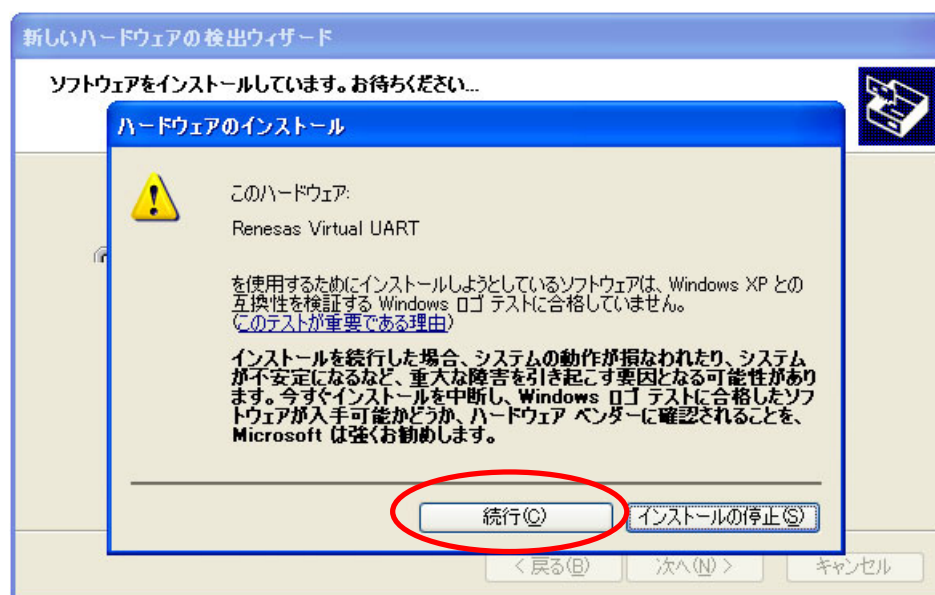 新しいハードウェアの検出ウィザード
ソフトウェアをインストールしています。お待ちください...
ハードウェアのインストール
このハードウェア:
Renesas Virtual UART
を使用するためにインストールしようとしているソフトウェアは、Windows XP との
互換性を検証する Windows ロゴ テストに合格していません。
(このテストが重要である理由)
インストールを続行した場合、システムの動作が損なわれたり、システム
が不安定になるなど、重大な障害を引き起こす要因となる可能性があり
ます。今すぐインストールを中断し、Windows ロゴ テストに合格したソフ
トウェアが入手可能かどうか、ハードウェア ベンダーに確認されることを、
Microsoft は強くお勧めします。
続行(C)
インストールの停止(S)
< 戻る(B)
次へ(N) >
キャンセル